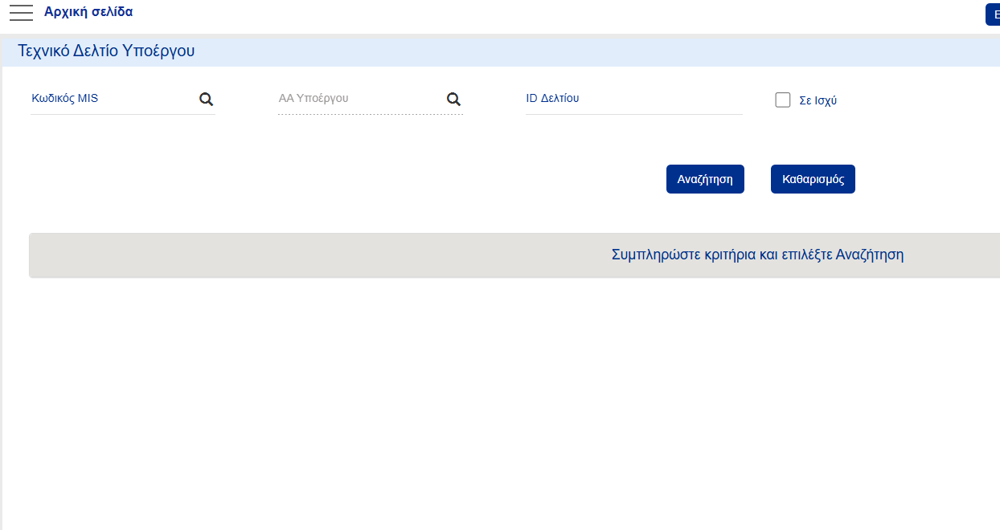 Αρχική σελίδα
Τεχνικό Δελτίο Υποέργου
Κωδικός MIS
ΑΑ Υποέργου
ID Δελτίου
Σε Ισχύ
Αναζήτηση
Καθαρισμός
Συμπληρώστε κριτήρια και επιλέξτε Αναζήτηση